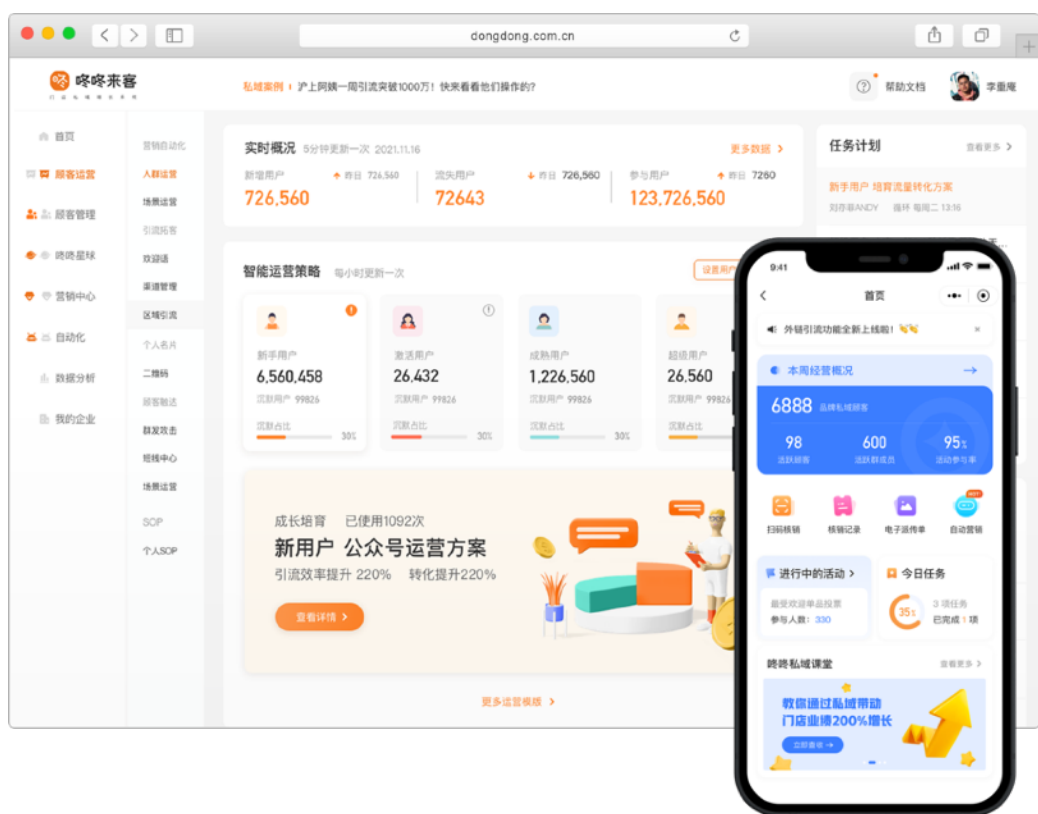 dongdong.com.cn
咚咚来客
私域案例
沪上阿姨一周引流突破1000万！快来看看他们操作的?
帮助文档
李重庵
首页
顾客运营
顾客管理
咚咚星球
营销中心
自动化
数据分析
我的企业
营销自动化
人群运营
场景运营
引流拓客
欢迎语
渠道管理
区域引流
个人名片
二维码
顾客触达
群发攻击
短线中心
场景运营
SOP
个人SOP
实时概况 5分钟更新一次 2021.11.16
更多数据 >
新增用户 昨日 726,560
726,560
流失用户 昨日 726,560
72643
参与用户 昨日 7260
123,726,560
任务计划
查看更多 >
新手用户 培育流量转化方案
刘亦菲ANDY 循环 每周二 13:16
智能运营策略 每小时更新一次
设置用户
新手用户
6,560,458
沉默用户 99826
沉默占比
30%
激活用户
26,432
沉默用户 99826
沉默占比
30%
成熟用户
1,226,560
沉默用户 99826
沉默占比
30%
超级用户
26,560
沉默用户 99826
沉默占比
成长培育 已使用1092次
新用户 公众号运营方案
引流效率提升 220% 转化提升220%
查看详情 >
更多运营模版 >
9:41
首页
外链引流功能全新上线啦！
本周经营概况
6888 品牌私域顾客
98
活跃顾客
600
活跃群成员
95%
活动参与率
扫码核销
核销记录
电子派传单
HOT
自动营销
进行中的活动 >
最受欢迎单品投票
参与人数：330
今日任务
35%
3 项任务
已完成 1 项
咚咚私域课堂
查看更多 >
教你通过私域带动
门店业绩200%增长
立即看收 →